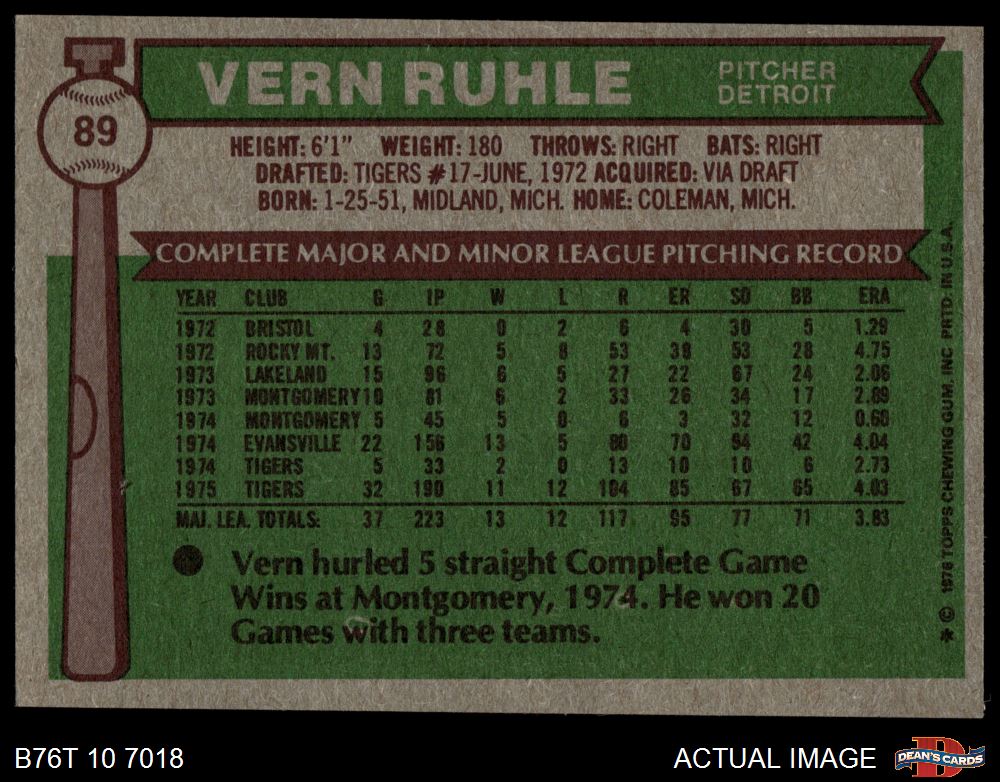 89
VERN RUHLE
PITCHER
DETROIT
HEIGHT: 6'1" WEIGHT: 180 THROWS: RIGHT BATS: RIGHT
DRAFTED: TIGERS #17-JUNE, 1972 ACQUIRED: VIA DRAFT
BORN: 1-25-51, MIDLAND, MICH. HOME: COLEMAN, MICH.
COMPLETE MAJOR AND MINOR LEAGUE PITCHING RECORD
YEAR CLUB G IP W L R ER SO BB ERA
1972 BRISTOL 4 28 0 2 6 4 30 5 1.29
1972 ROCKY MT. 13 72 5 8 53 38 53 28 4.75
1973 LAKELAND 15 96 6 5 27 22 67 24 2.06
1973 MONTGOMERY 10 81 6 2 33 26 34 17 2.89
1974 MONTGOMERY 5 45 5 0 6 3 32 12 0.60
1974 EVANSVILLE 22 156 13 5 80 70 94 42 4.04
1974 TIGERS 5 33 2 0 13 10 10 6 2.73
1975 TIGERS 32 190 11 12 104 85 67 65 4.03
MAJ. LEA. TOTALS: 37 223 13 12 117 95 77 71 3.83
Vern hurled 5 straight Complete Game
Wins at Montgomery, 1974. He won 20
Games with three teams.
* © 1976 TOPPS CHEWING GUM, INC PRTD: IN U.S.A.
B76T 10 7018
ACTUAL IMAGE
D
DEAN'S CARDS